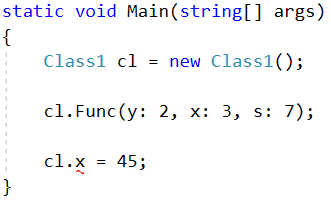 static void Main(string[] args)
{
Class1 cl = new Class1();
cl.Func(y: 2, x: 3, s: 7);
cl.x = 45;
}